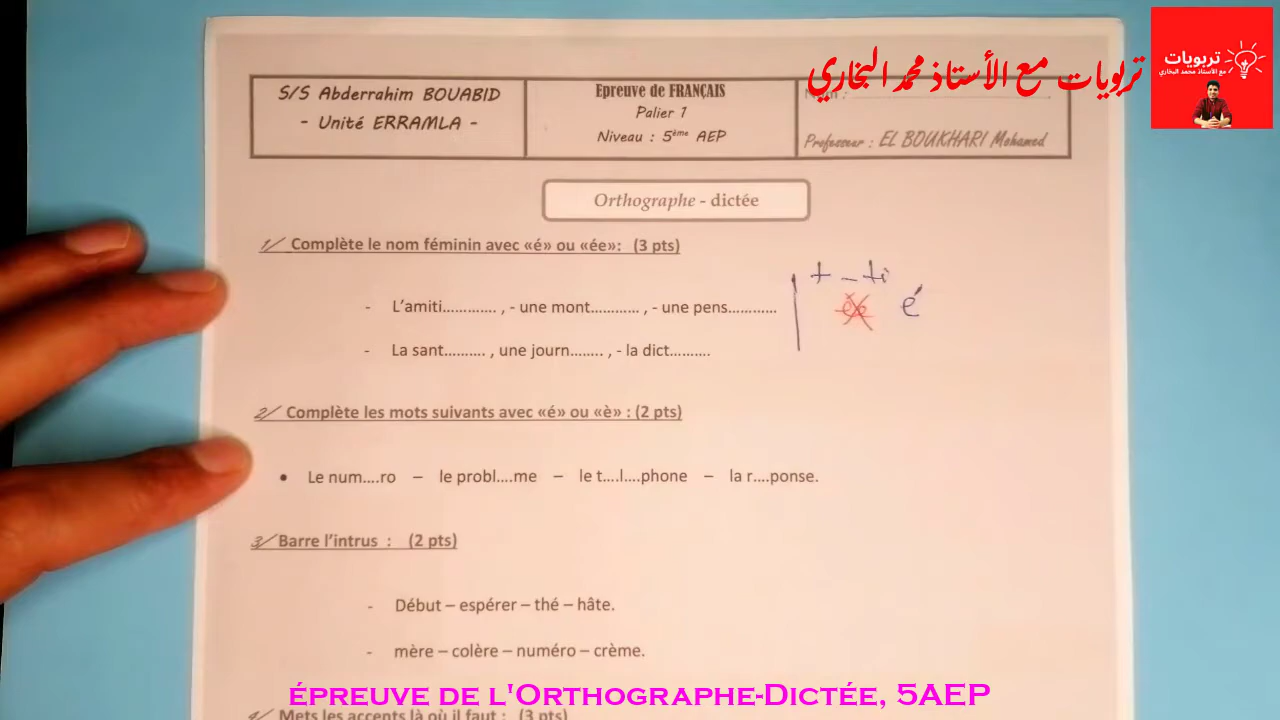 تربويات مع الأستاذ محمد البخاري
تربويات
مع الأستاذ محمد البخاري
S/S Abderrahim BOUABID
- Unité ERRAMLA -
Epreuve de FRANÇAIS
Palier 1
Niveau : 5ème AEP
Nom : ................
Professeur : EL BOUKHARI Mohamed
Orthographe - dictée
1/ Complète le nom féminin avec «é» ou «ée»: (3 pts)
t - ti
- L'amiti............. , - une mont............ , - une pens............
ée é
- La sant.......... , une journ........ , - la dict..........
2/ Complète les mots suivants avec «é» ou «è» : (2 pts)
• Le num....ro – le probl....me – le t....l....phone – la r....ponse.
3/ Barre l'intrus : (2 pts)
- Début – espérer – thé – hâte.
- mère – colère – numéro – crème.
4/ Mets les accents là où il faut : (3 pts)
épreuve de l'Orthographe-Dictée, 5AEP